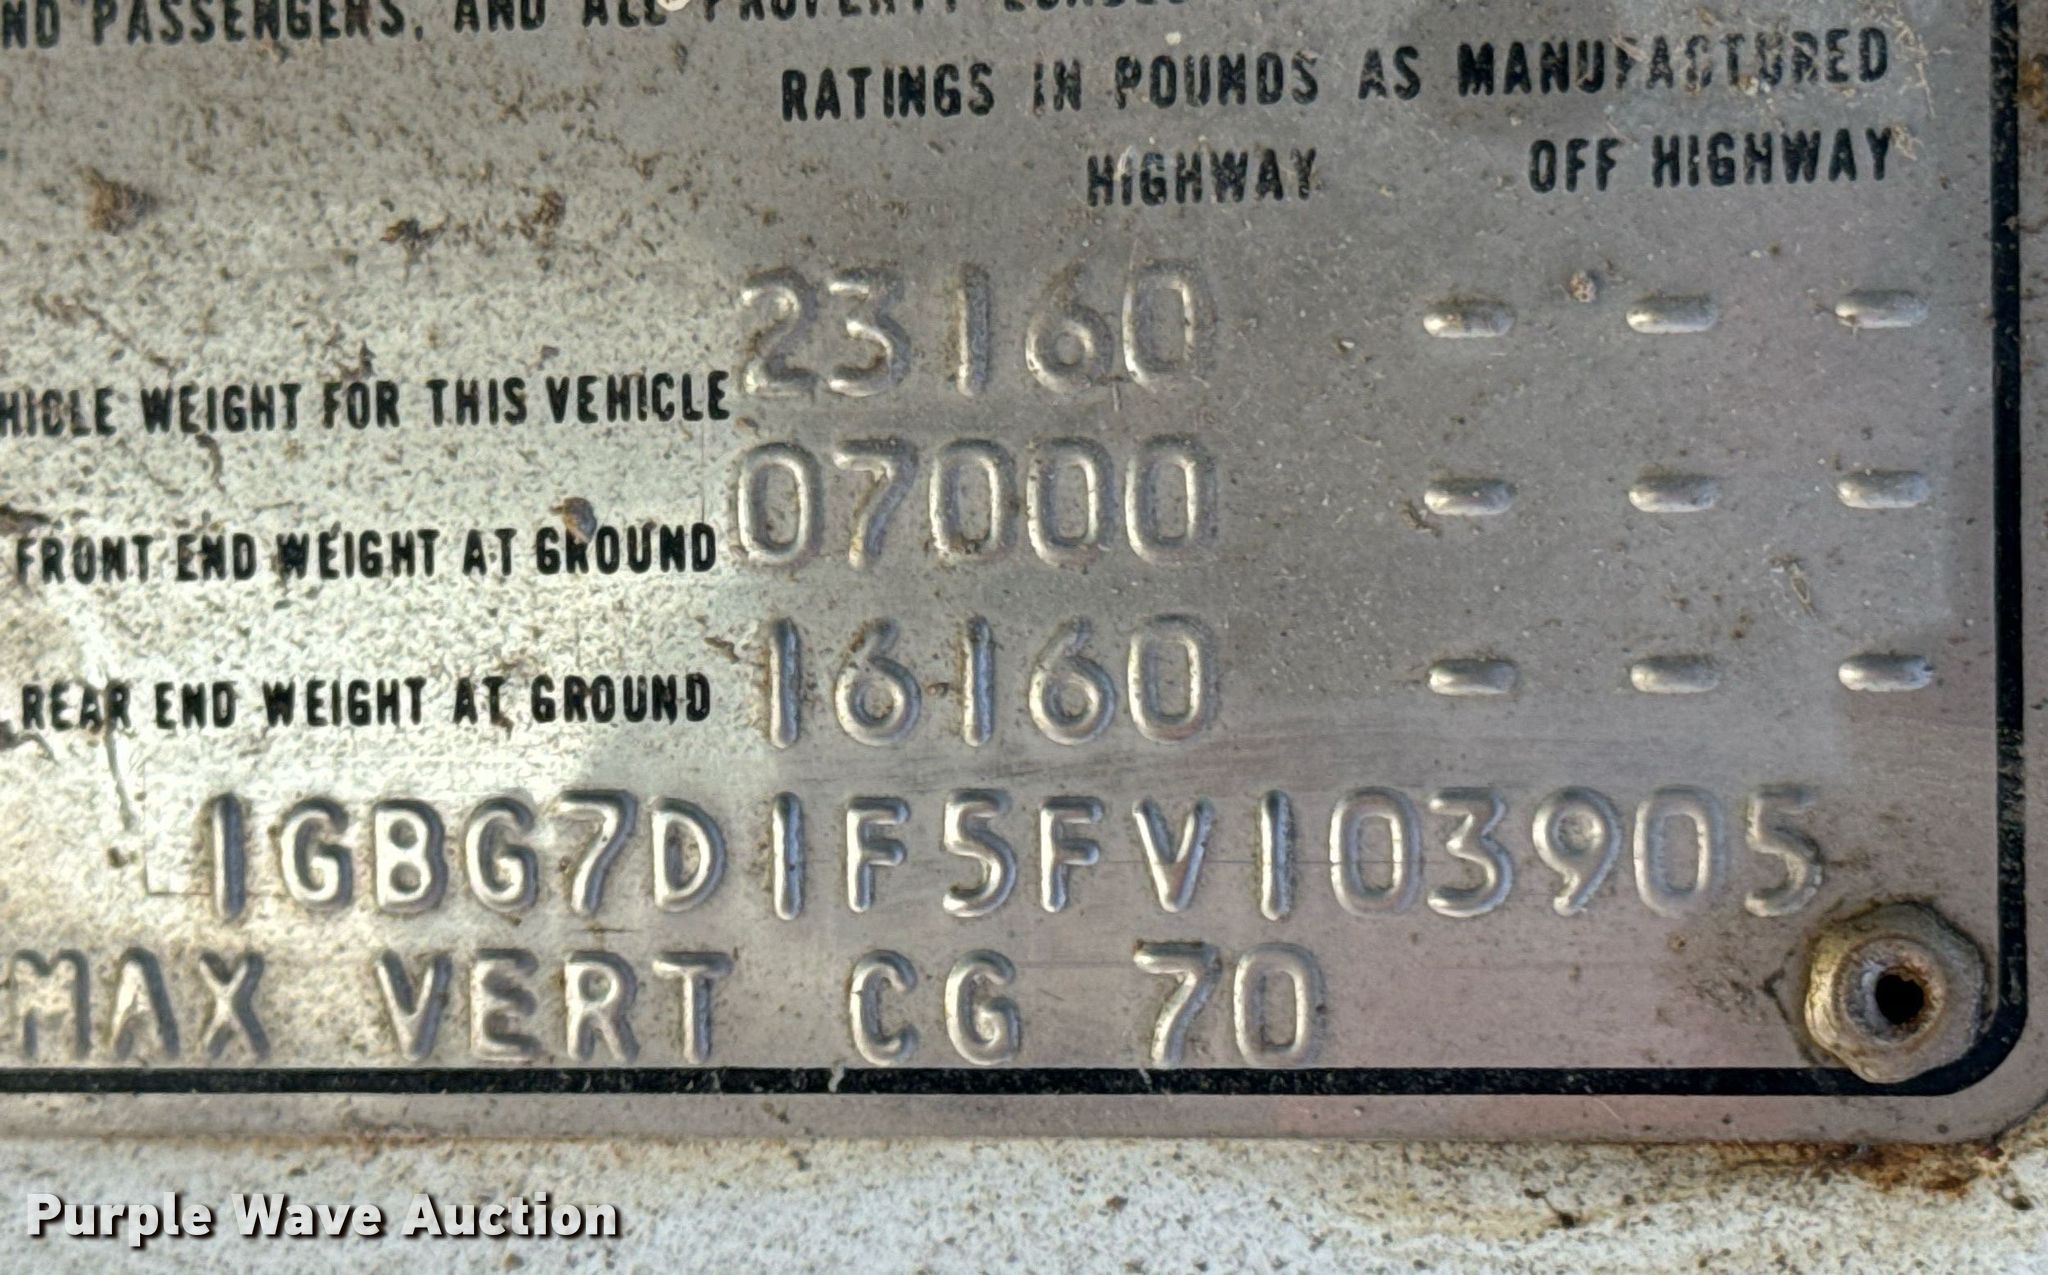 ND PASSENGERS, AND ALL PROPERTY
RATINGS IN POUNDS AS MANUFACTURED
HIGHWAY OFF HIGHWAY
23160 - - -
HICLE WEIGHT FOR THIS VEHICLE
07000 - - -
FRONT END WEIGHT AT GROUND
16160 - - -
REAR END WEIGHT AT GROUND
1GBG7D1F5FV103905
MAX VERT CG 70
Purple Wave Auction